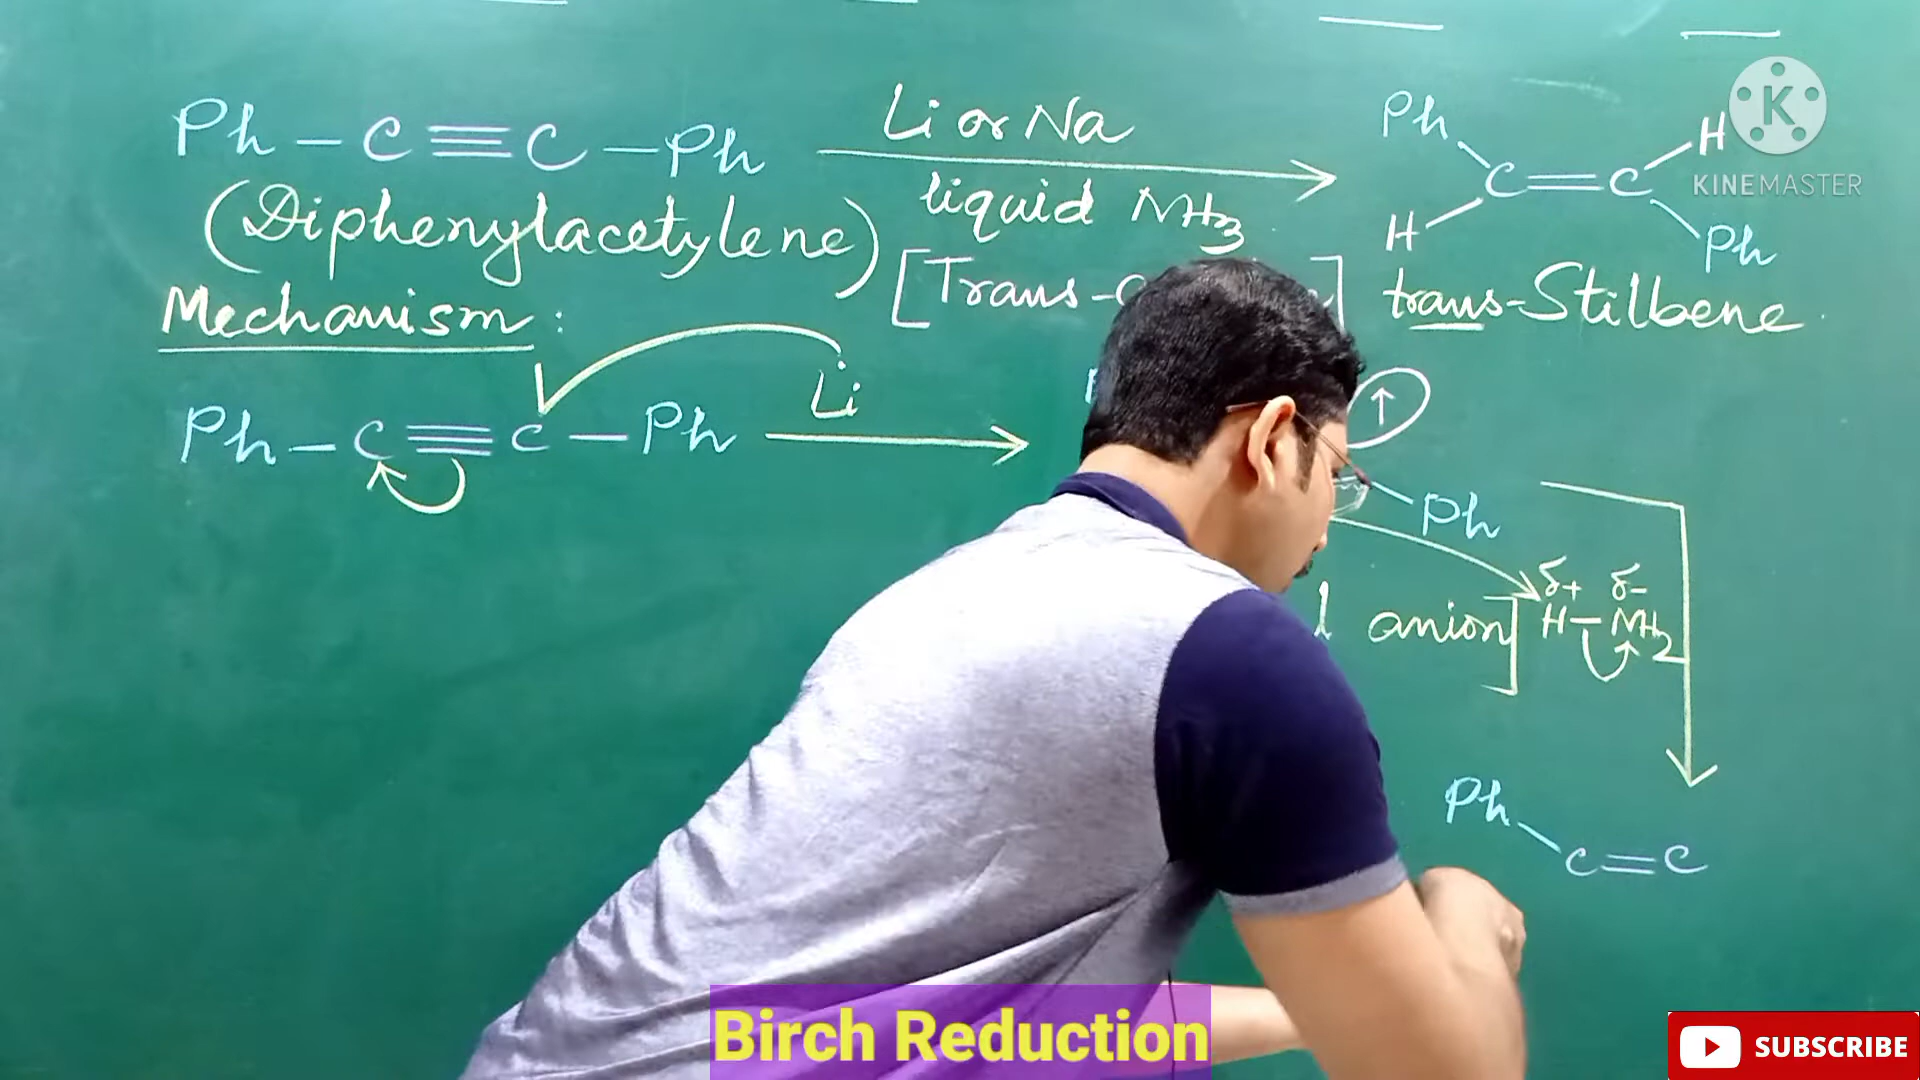 Ph – C ≡ C – Ph
Li or Na
liquid NH3
Ph H
C = C
H Ph
K
KINEMASTER
(Diphenylacetylene)
[Trans- ]
trans-Stilbene
Mechanism :
Ph – C ≡ C – Ph
Li
↑
Ph
anion]
δ+ δ-
H – NH2
Ph
C = C
Birch Reduction
SUBSCRIBE